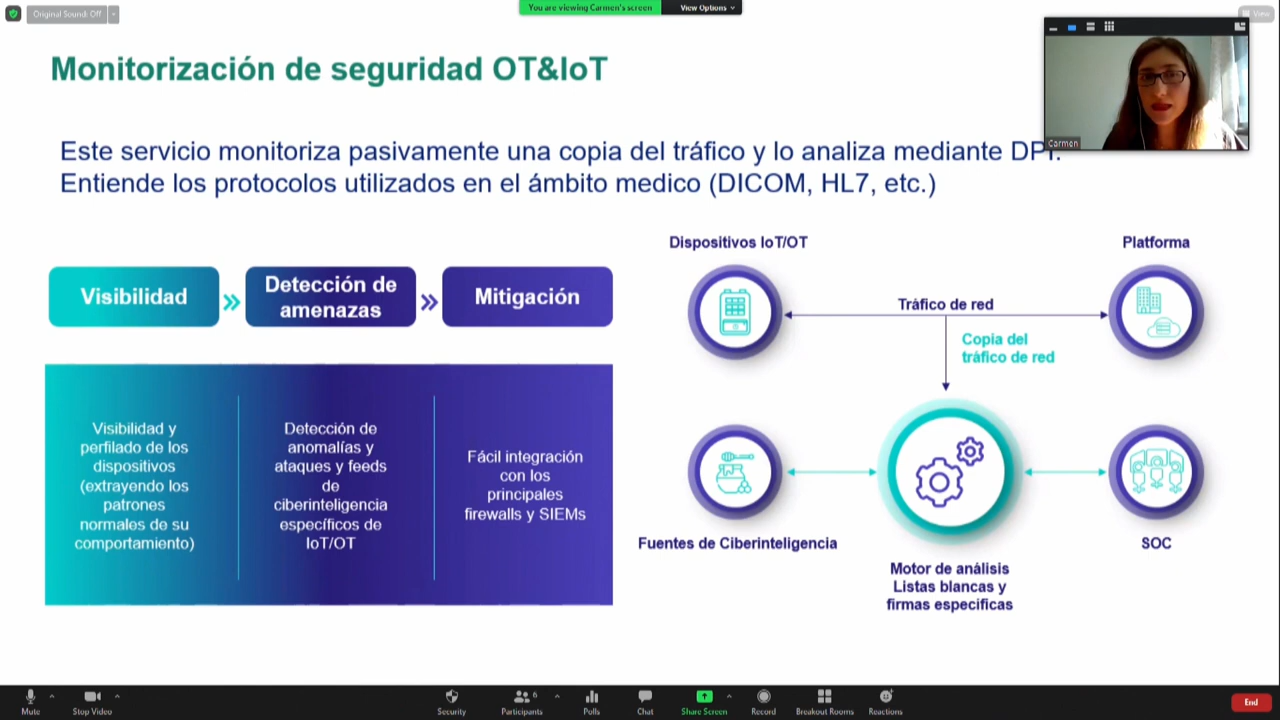 Original Sound: Off
You are viewing Carmen's screen
View Options
View
Monitorización de seguridad OT&IoT
Carmen
Este servicio monitoriza pasivamente una copia del tráfico y lo analiza mediante DPI.
Entiende los protocolos utilizados en el ámbito medico (DICOM, HL7, etc.)
Visibilidad
Detección de
amenazas
Mitigación
Visibilidad y
perfilado de los
dispositivos
(extrayendo los
patrones
normales de su
comportamiento)
Detección de
anomalías y
ataques y feeds
de
ciberinteligencia
específicos de
IoT/OT
Fácil integración
con los
principales
firewalls y SIEMs
Dispositivos IoT/OT
Platforma
Tráfico de red
Copia del
tráfico de red
Fuentes de Ciberinteligencia
SOC
Motor de análisis
Listas blancas y
firmas especificas
Mute
Stop Video
Security
Participants
6
Polls
Chat
Share Screen
Record
Breakout Rooms
Reactions
End